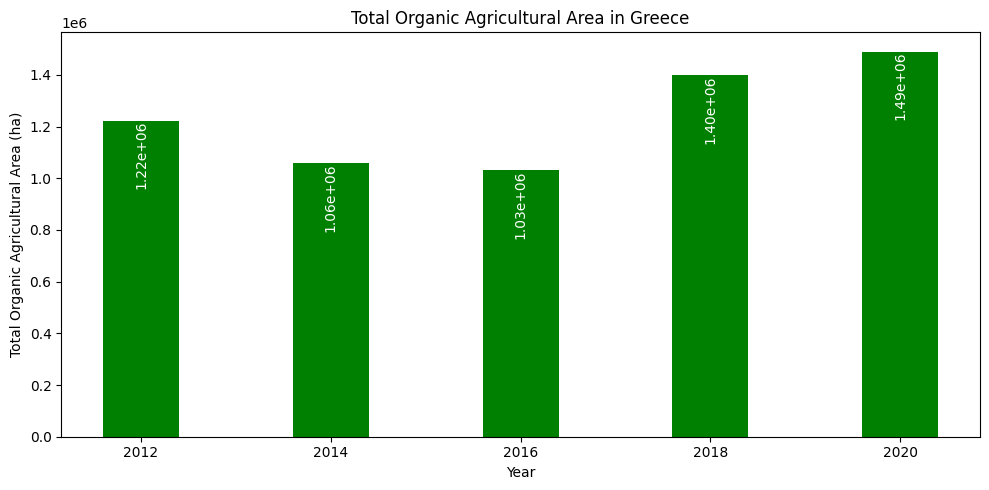 Total Organic Agricultural Area in Greece
1e6
Total Organic Agricultural Area (ha)
1.4
1.2
1.0
0.8
0.6
0.4
0.2
0.0
1.22e+06
1.06e+06
1.03e+06
1.40e+06
1.49e+06
2012 2014 2016 2018 2020
Year